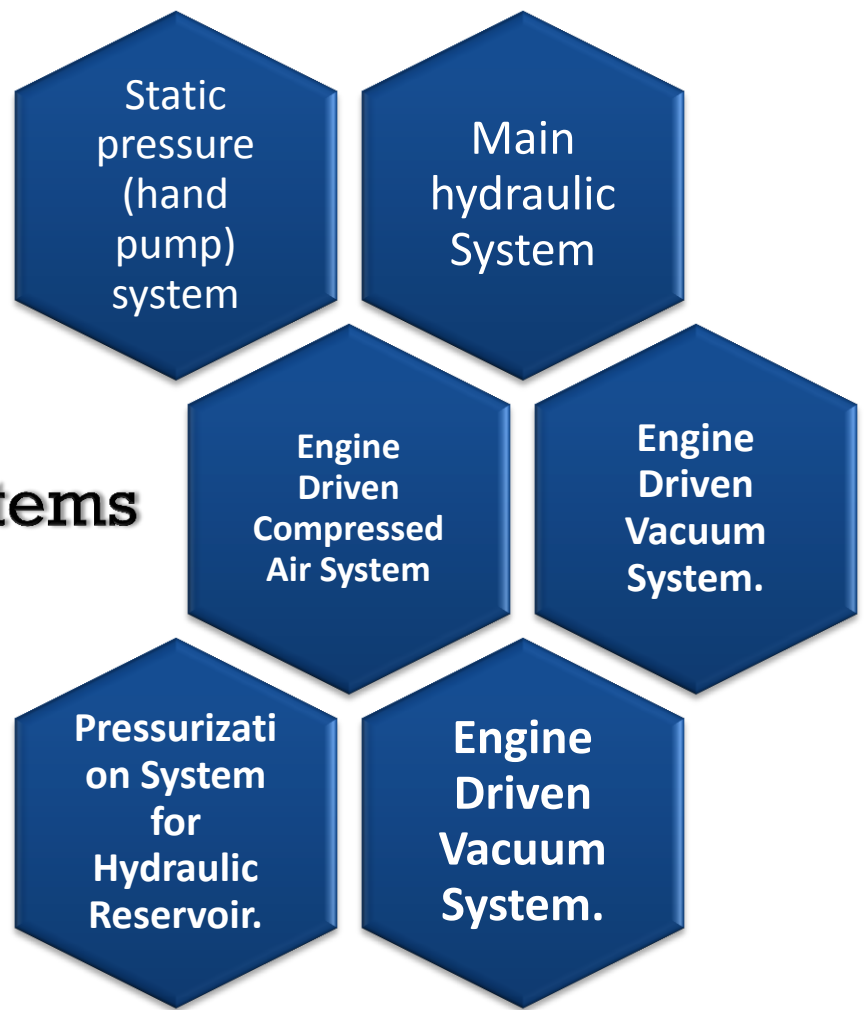 Static
pressure
(hand
pump)
system
Main
hydraulic
System
tems
Engine
Driven
Compressed
Air System
Engine
Driven
Vacuum
System.
Pressurizati
on System
for
Hydraulic
Reservoir.
Engine
Driven
Vacuum
System.